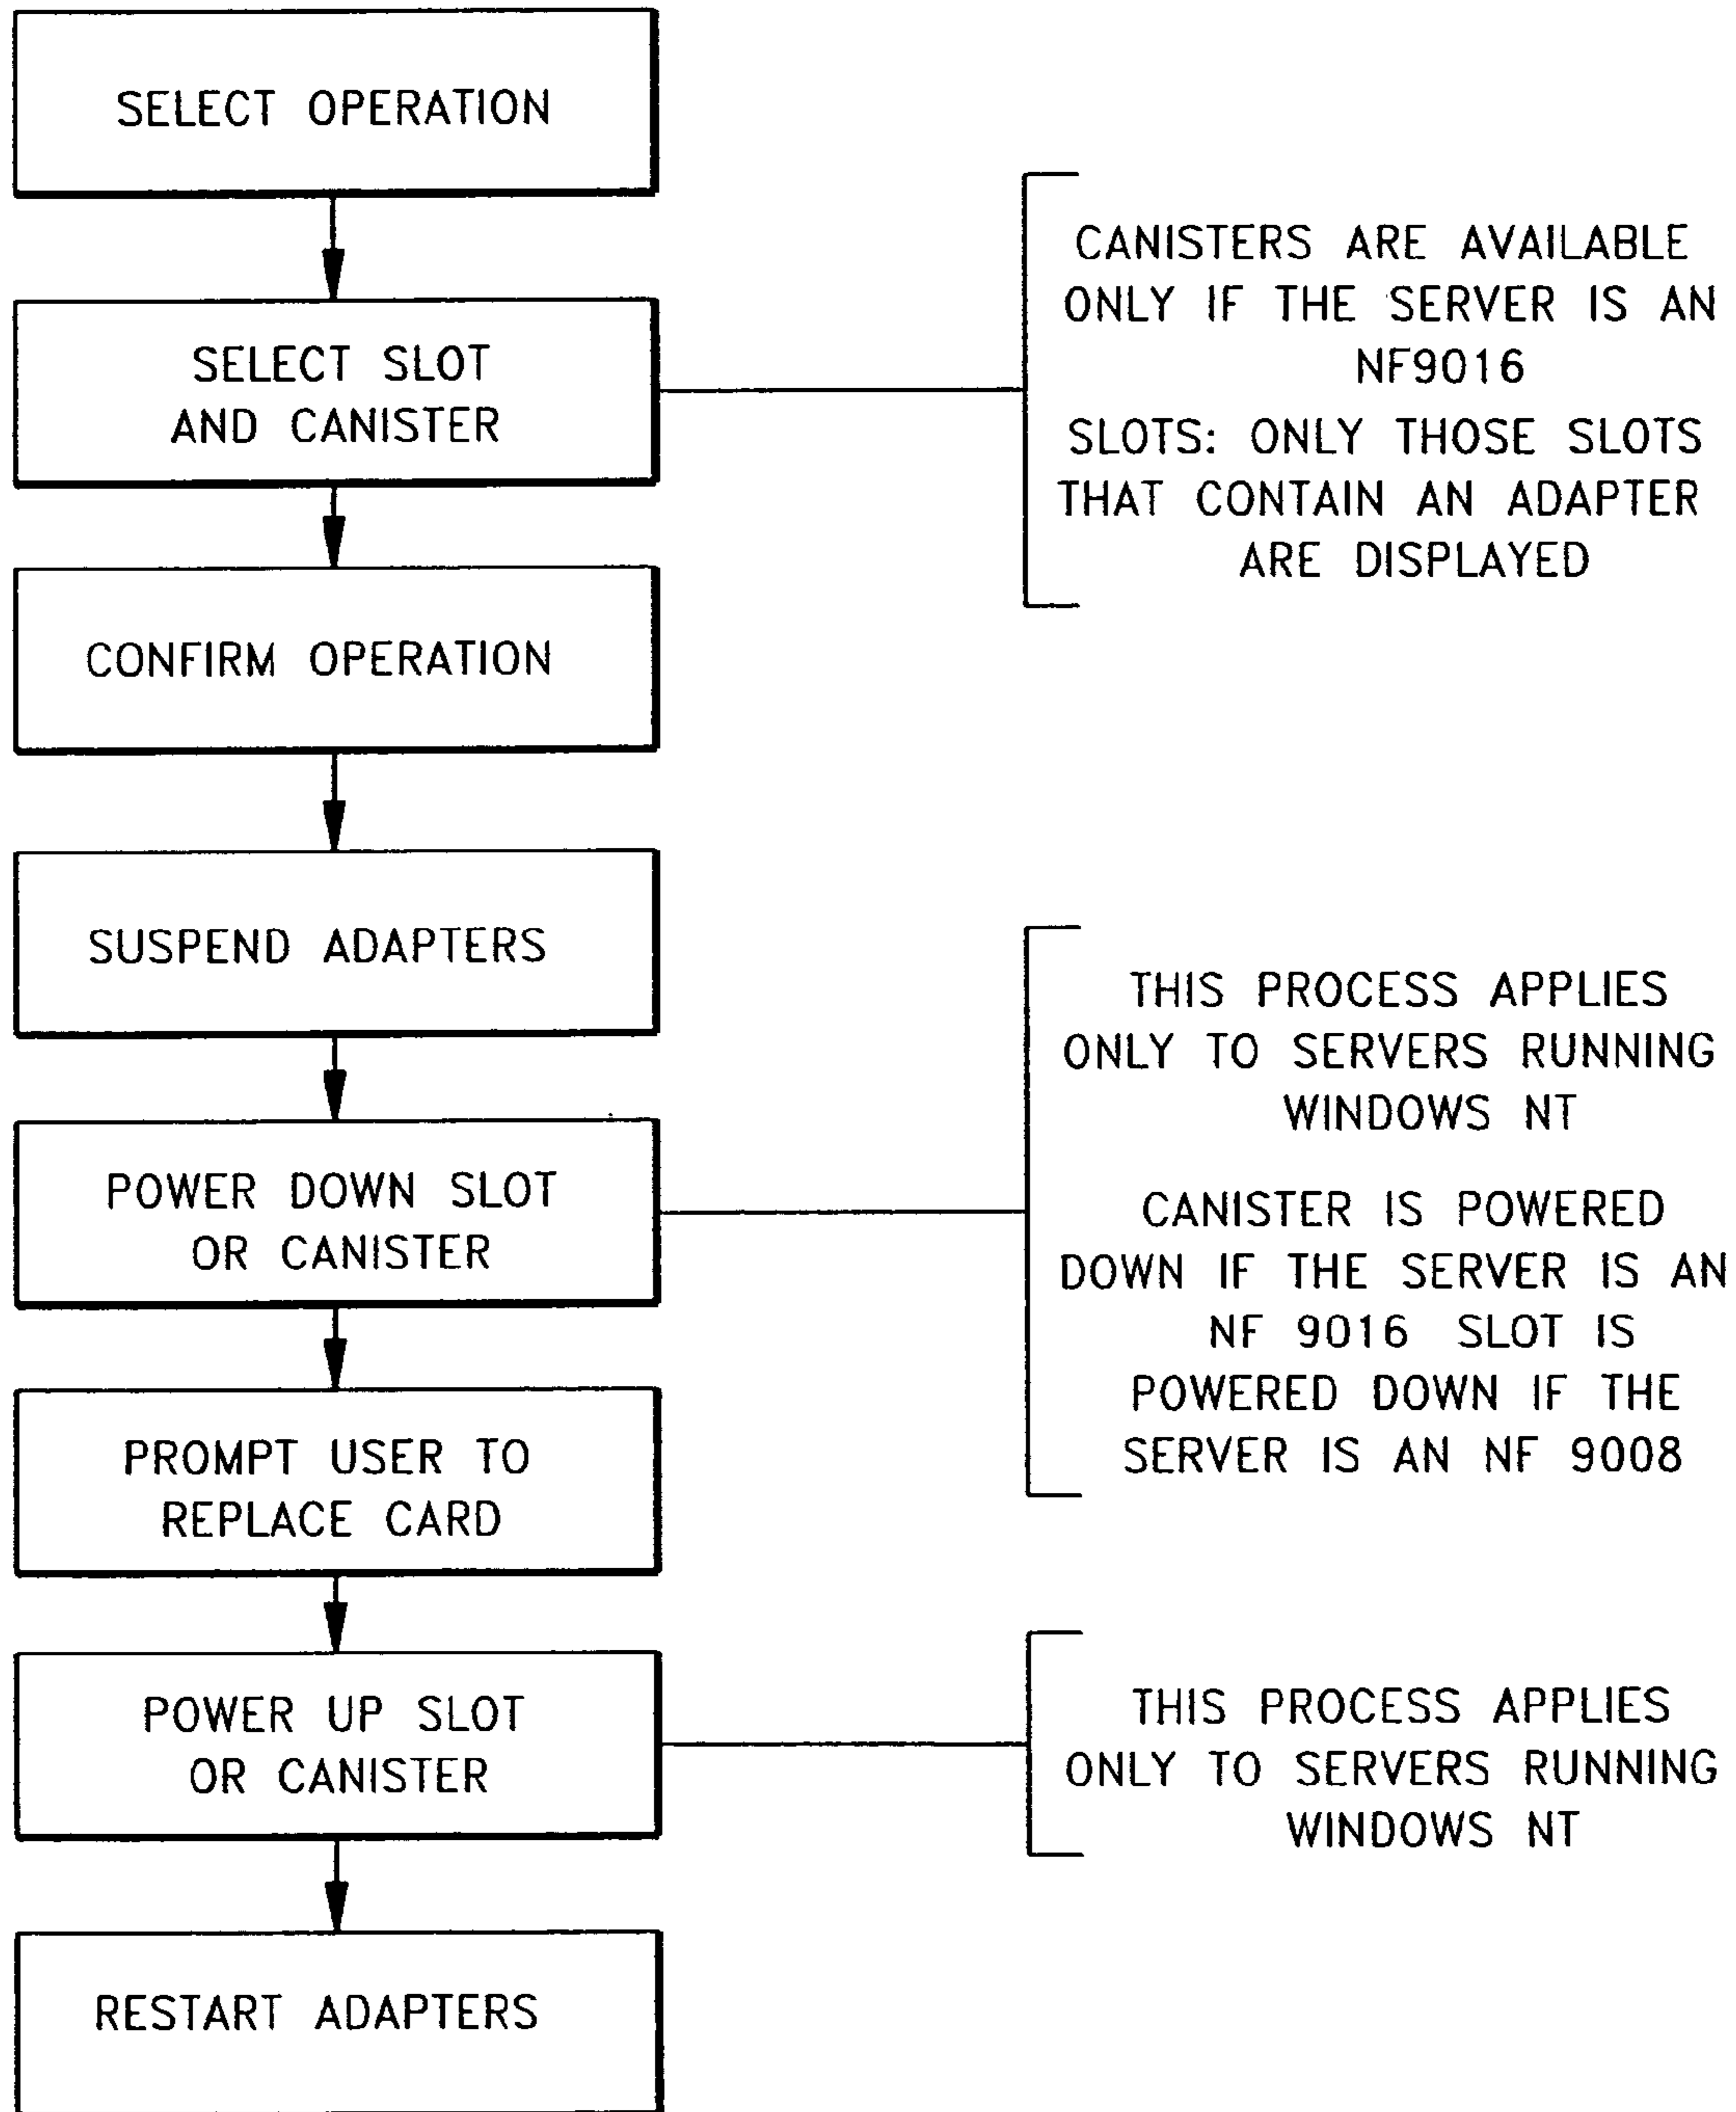 SELECT OPERATION
SELECT SLOT
AND CANISTER
CANISTERS ARE AVAILABLE
ONLY IF THE SERVER IS AN
NF9016
SLOTS: ONLY THOSE SLOTS
THAT CONTAIN AN ADAPTER
ARE DISPLAYED
CONFIRM OPERATION
SUSPEND ADAPTERS
POWER DOWN SLOT
OR CANISTER
THIS PROCESS APPLIES
ONLY TO SERVERS RUNNING
WINDOWS NT
CANISTER IS POWERED
DOWN IF THE SERVER IS AN
NF 9016 SLOT IS
POWERED DOWN IF THE
SERVER IS AN NF 9008
PROMPT USER TO
REPLACE CARD
POWER UP SLOT
OR CANISTER
THIS PROCESS APPLIES
ONLY TO SERVERS RUNNING
WINDOWS NT
RESTART ADAPTERS